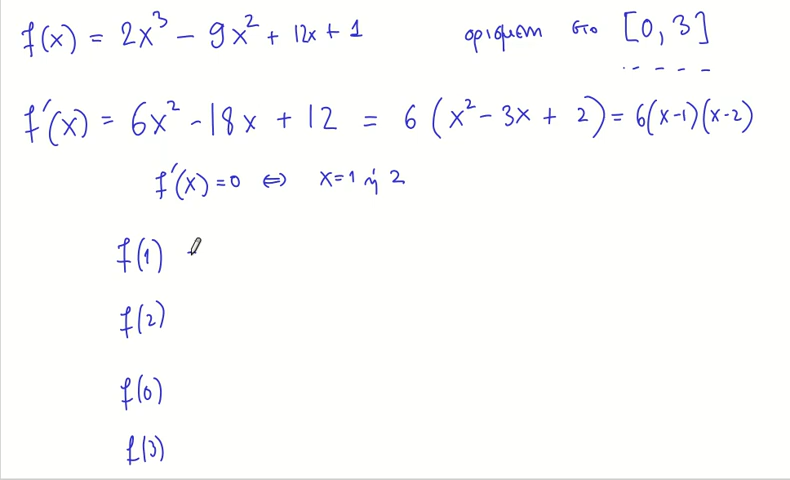 f(x) = 2x³ - 9x² + 12x + 1 ορισμένη στο [0, 3]
f'(x) = 6x² - 18x + 12 = 6 (x² - 3x + 2) = 6(x-1)(x-2)
f'(x) = 0 ⇔ x = 1 ή 2
f(1)
f(2)
f(0)
f(3)